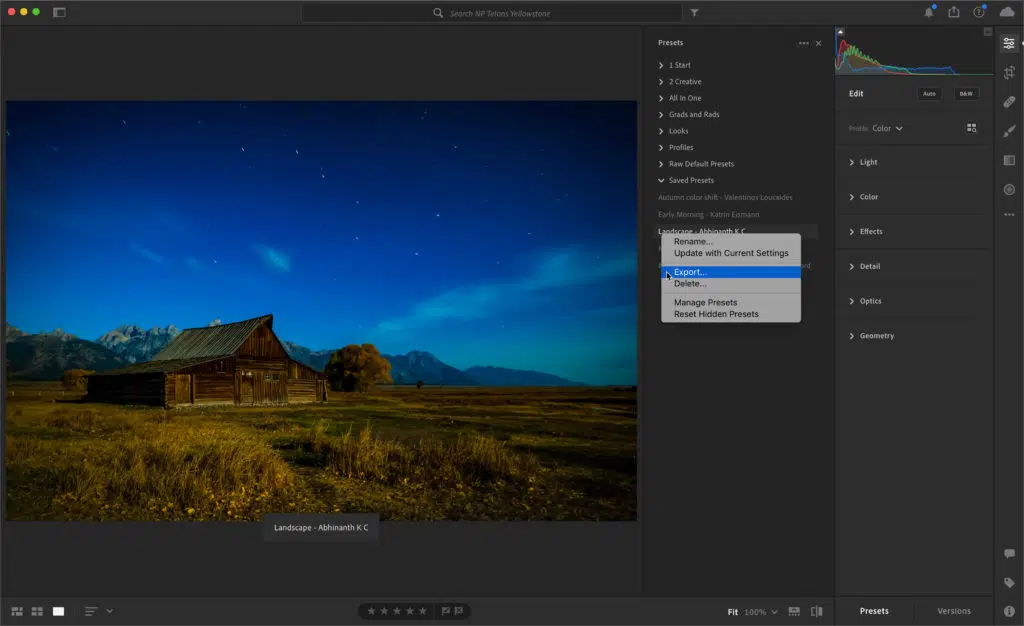 Search NP Tetons Yellowstone
Presets
1 Start
2 Creative
All In One
Grads and Rads
Looks
Profiles
Raw Default Presets
Saved Presets
Autumn color shift - Valentinos Loucaides
Early Morning - Katrin Eismann
Landscape - Abhinanth K C
Rename...
Update with Current Settings
Export...
Delete...
Manage Presets
Reset Hidden Presets
Edit
Auto
B&W
Profile
Color
Light
Color
Effects
Detail
Optics
Geometry
Landscape - Abhinanth K C
Fit
100%
Presets
Versions